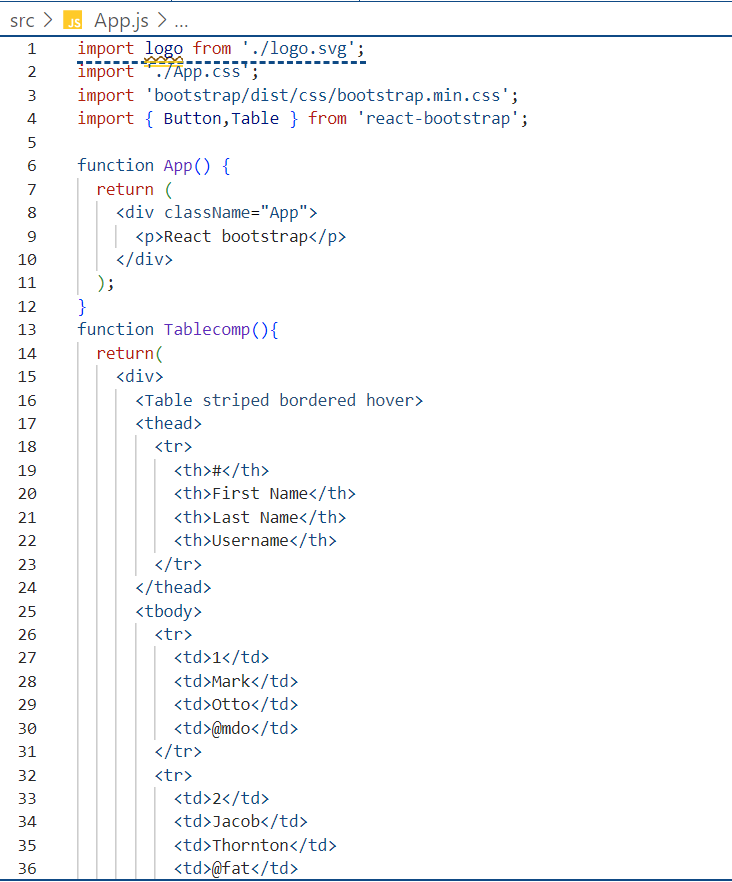 src > JS App.js > ...
1 import logo from './logo.svg';
2 import './App.css';
3 import 'bootstrap/dist/css/bootstrap.min.css';
4 import { Button,Table } from 'react-bootstrap';
5
6 function App() {
7   return (
8     <div className="App">
9       <p>React bootstrap</p>
10     </div>
11   );
12 }
13 function Tablecomp(){
14   return(
15     <div>
16       <Table striped bordered hover>
17       <thead>
18         <tr>
19           <th>#</th>
20           <th>First Name</th>
21           <th>Last Name</th>
22           <th>Username</th>
23         </tr>
24       </thead>
25       <tbody>
26         <tr>
27           <td>1</td>
28           <td>Mark</td>
29           <td>Otto</td>
30           <td>@mdo</td>
31         </tr>
32         <tr>
33           <td>2</td>
34           <td>Jacob</td>
35           <td>Thornton</td>
36           <td>@fat</td>